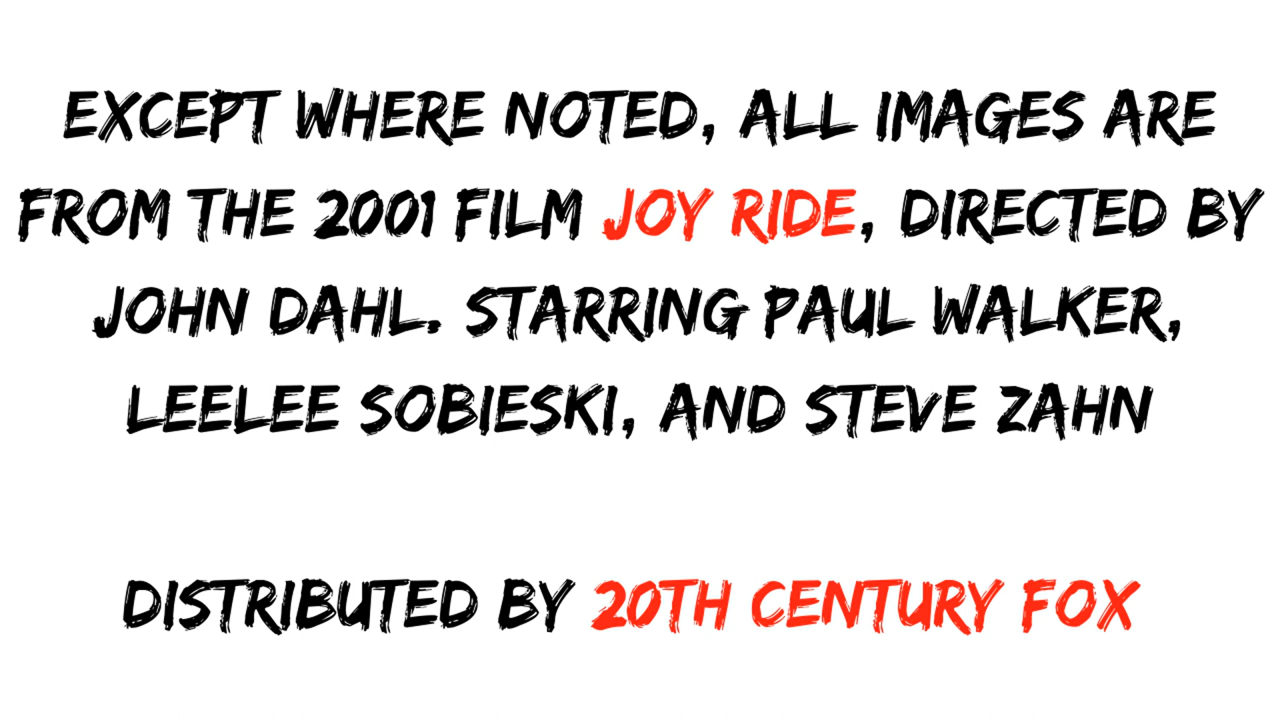 EXCEPT WHERE NOTED, ALL IMAGES ARE
FROM THE 2001 FILM JOY RIDE, DIRECTED BY
JOHN DAHL. STARRING PAUL WALKER,
LEELEE SOBIESKI, AND STEVE ZAHN
DISTRIBUTED BY 20TH CENTURY FOX